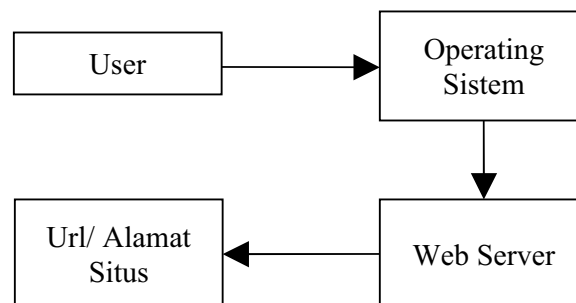 User
Operating
Sistem
Url/ Alamat
Situs
Web Server